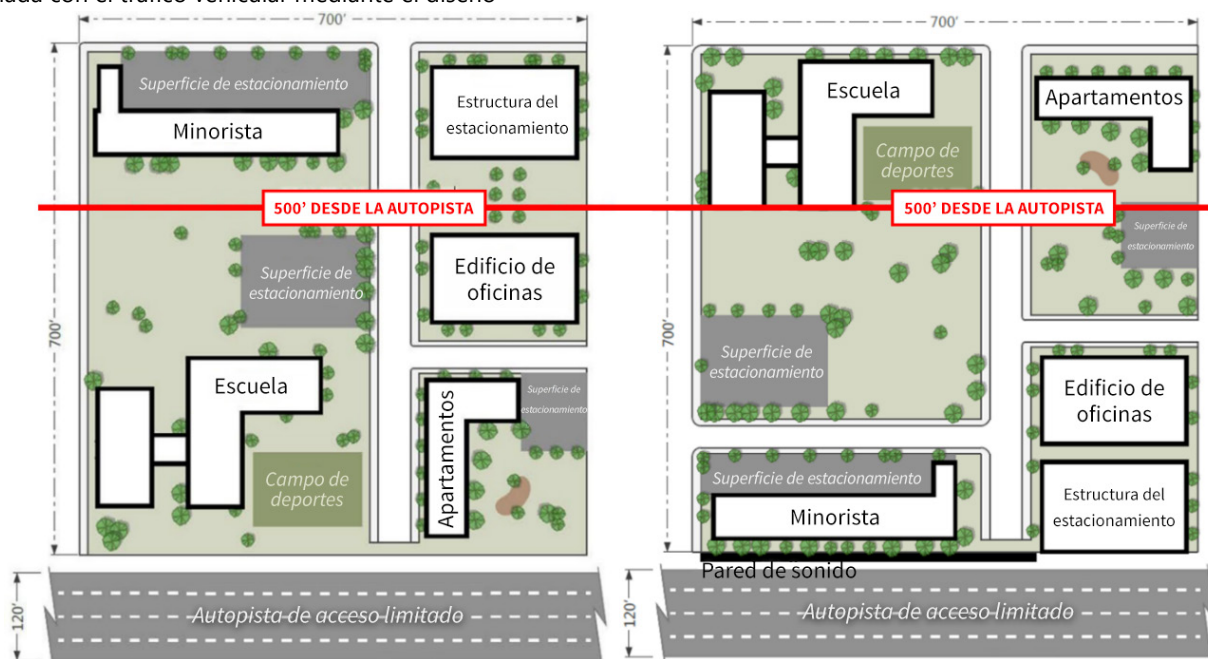 nada con el tráfico vehicular mediante el diseño
700'
700'
Superficie de estacionamiento
Minorista
Estructura del
estacionamiento
500' DESDE LA AUTOPISTA
Superficie de
estacionamiento
Edificio de
oficinas
700'
Escuela
Campo de
deportes
Apartamentos
Superficie de
estacionamiento
120'
Autopista de acceso limitado
Escuela
Apartamentos
Campo de
deportes
500' DESDE LA AUTOPISTA
Superficie de
estacionamiento
700'
Superficie de
estacionamiento
Edificio de
oficinas
Superficie de estacionamiento
Minorista
Estructura del
estacionamiento
Pared de sonido
120'
Autopista de acceso limitado